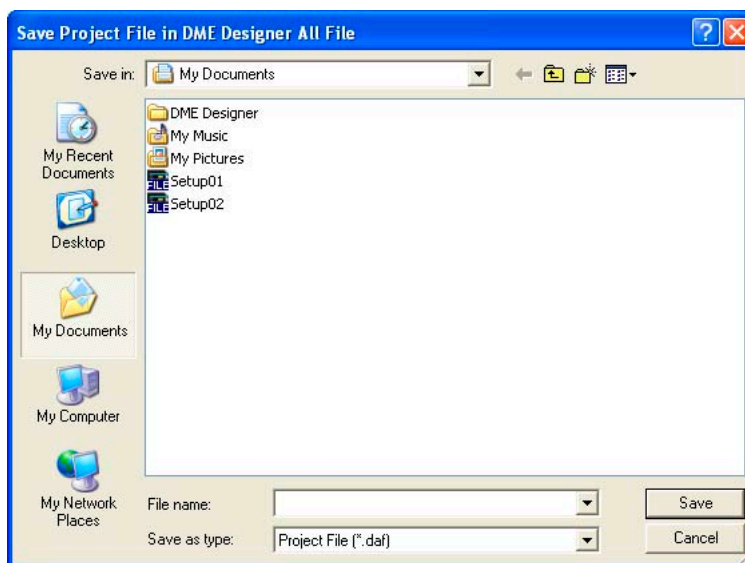 Save Project File in DME Designer All File
Save in:
My Documents
My Recent
Documents
Desktop
My Documents
My Computer
My Network
Places
DME Designer
My Music
My Pictures
FILE Setup01
FILE Setup02
File name:
Save
Save as type:
Project File (*.daf)
Cancel